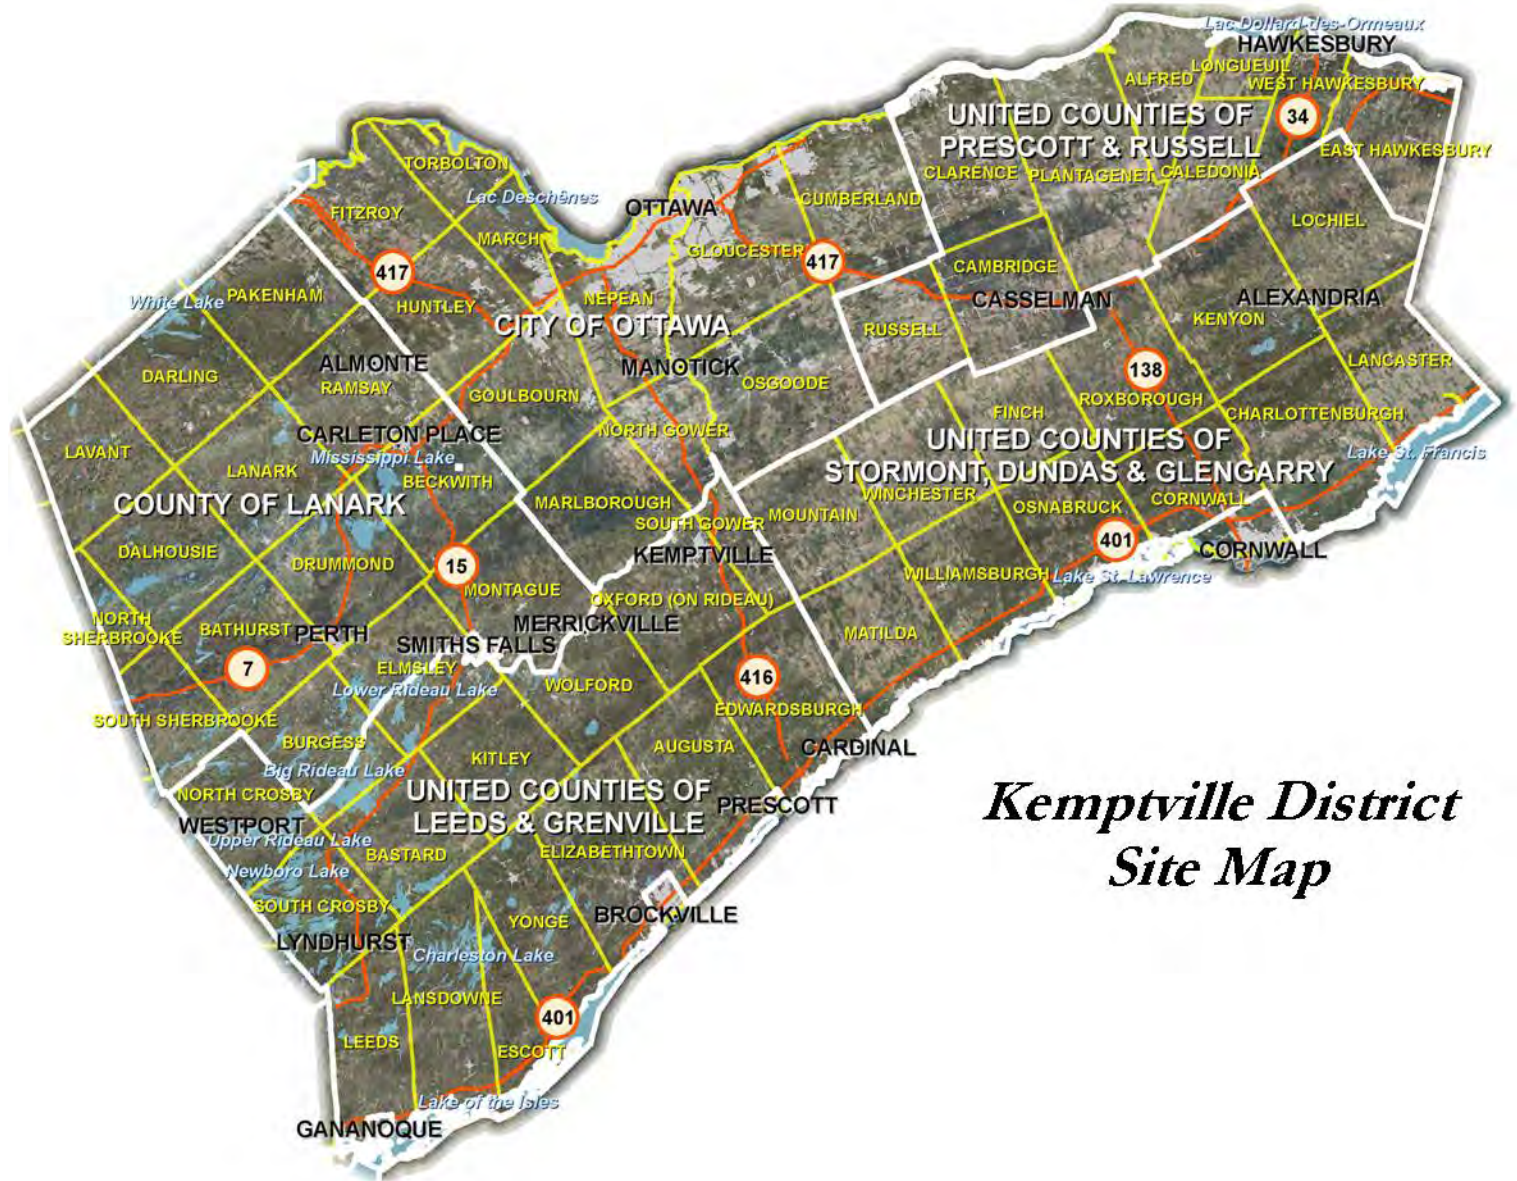 Lac Dollard-des-Ormeaux
HAWKESBURY
LONGUEUIL
ALFRED
WEST HAWKESBURY
UNITED COUNTIES OF
PRESCOTT & RUSSELL
34
EAST HAWKESBURY
CLARENCE
PLANTAGENET
CALEDONIA
TORBOLTON
Lac Deschênes
OTTAWA
CUMBERLAND
FITZROY
LOCHIEL
MARCH
GLOUCESTER
417
417
CAMBRIDGE
HUNTLEY
NEPEAN
CASSELMAN
ALEXANDRIA
White Lake
PAKENHAM
CITY OF OTTAWA
RUSSELL
KENYON
ALMONTE
RAMSAY
MANOTICK
138
LANCASTER
DARLING
GOULBOURN
OSGOODE
ROXBOROUGH
FINCH
CHARLOTTENBURGH
CARLETON PLACE
NORTH GOWER
UNITED COUNTIES OF
STORMONT, DUNDAS & GLENGARRY
Lake St. Francis
LAVANT
Mississippi Lake
LANARK
BECKWITH
COUNTY OF LANARK
MARLBOROUGH
WINCHESTER
OSNABRUCK
CORNWALL
SOUTH GOWER
MOUNTAIN
401
CORNWALL
DALHOUSIE
DRUMMOND
15
KEMPTVILLE
WILLIAMSBURGH
Lake St. Lawrence
MONTAGUE
OXFORD (ON RIDEAU)
NORTH
SHERBROOKE
BATHURST
PERTH
MERRICKVILLE
MATILDA
SMITHS FALLS
7
ELMSLEY
Lower Rideau Lake
WOLFORD
416
EDWARDSBURGH
SOUTH SHERBROOKE
BURGESS
KITLEY
AUGUSTA
CARDINAL
Big Rideau Lake
NORTH CROSBY
UNITED COUNTIES OF
LEEDS & GRENVILLE
PRESCOTT
WESTPORT
Upper Rideau Lake
BASTARD
ELIZABETHTOWN
Newboro Lake
SOUTH CROSBY
YONGE
BROCKVILLE
LYNDHURST
Charleston Lake
LANSDOWNE
401
LEEDS
ESCOTT
Lake of the Isles
GANANOQUE
Kemptville District
Site Map